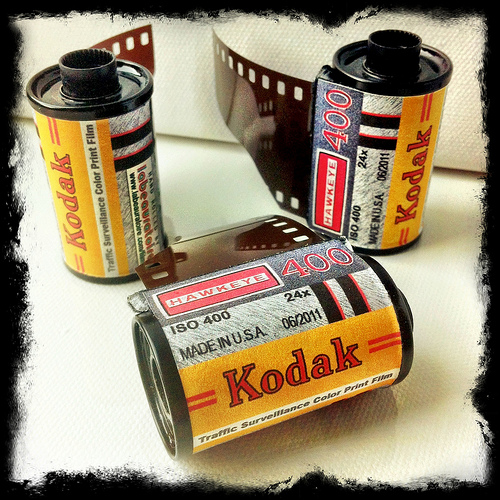 Kodak
Traffic Surveillance Color Print Film
HAWKEYE
400
ISO 400
24x
MADE IN U.S.A.
06/2011
Kodak
HAWKEYE
400
ISO 400
24x
MADE IN U.S.A.
06/2011
Kodak
Traffic Surveillance Color Print Film